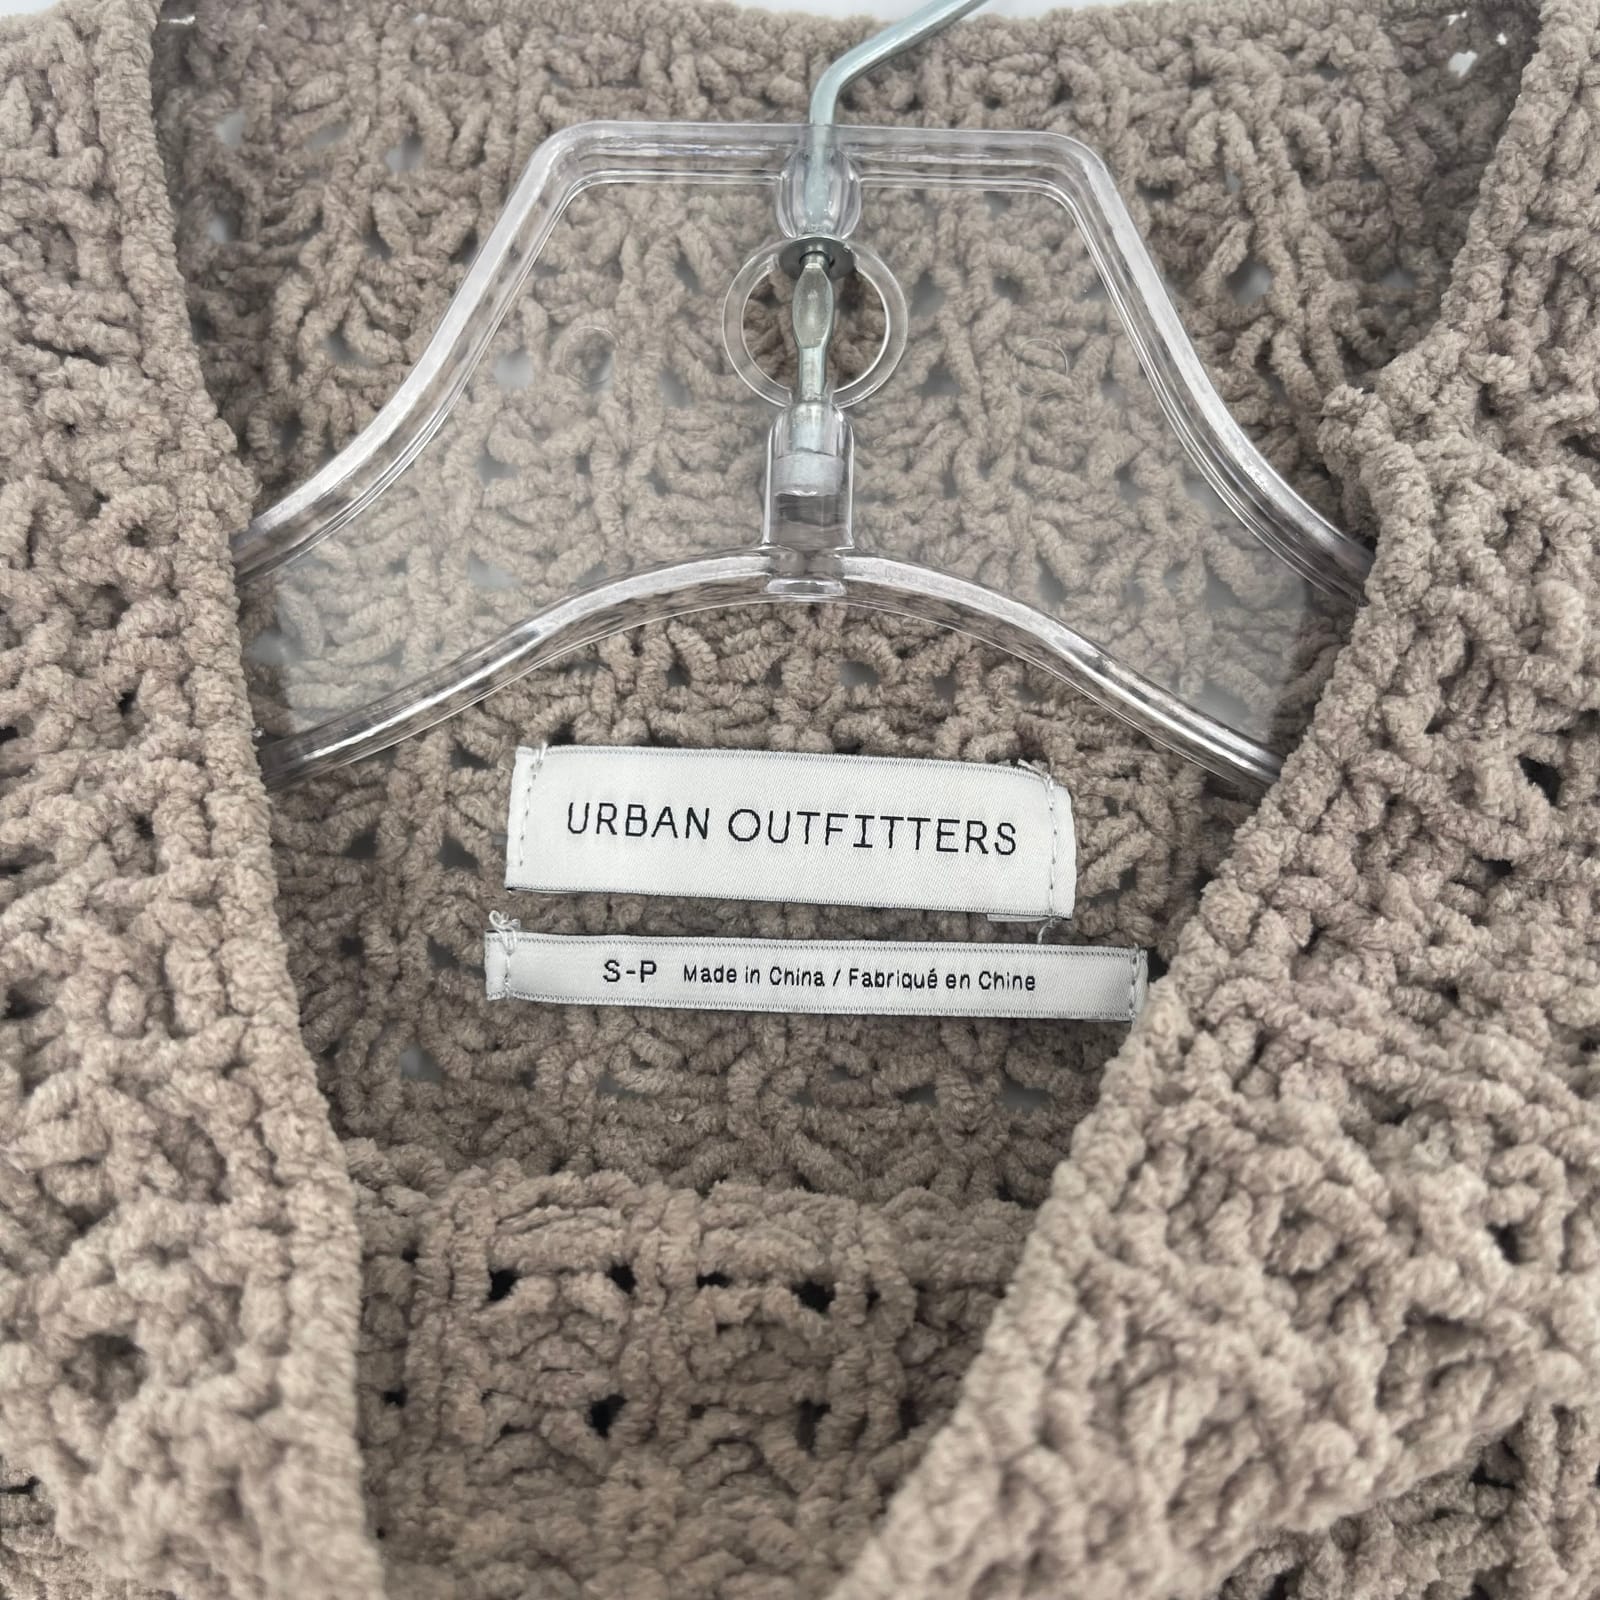 URBAN OUTFITTERS
S-P Made in China / Fabriqué en Chine